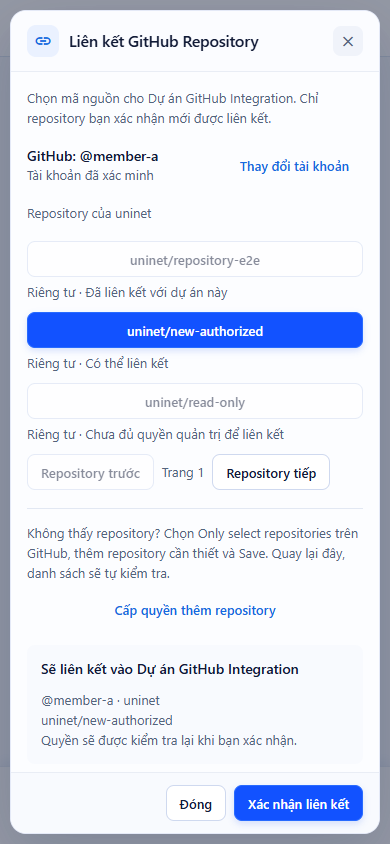 Liên kết GitHub Repository
Chọn mã nguồn cho Dự án GitHub Integration. Chỉ
repository bạn xác nhận mới được liên kết.
GitHub: @member-a
Tài khoản đã xác minh
Thay đổi tài khoản
Repository của uninet
uninet/repository-e2e
Riêng tư · Đã liên kết với dự án này
uninet/new-authorized
Riêng tư · Có thể liên kết
uninet/read-only
Riêng tư · Chưa đủ quyền quản trị để liên kết
Repository trước
Trang 1
Repository tiếp
Không thấy repository? Chọn Only select repositories trên
GitHub, thêm repository cần thiết và Save. Quay lại đây,
danh sách sẽ tự kiểm tra.
Cấp quyền thêm repository
Sẽ liên kết vào Dự án GitHub Integration
@member-a · uninet
uninet/new-authorized
Quyền sẽ được kiểm tra lại khi bạn xác nhận.
Đóng
Xác nhận liên kết